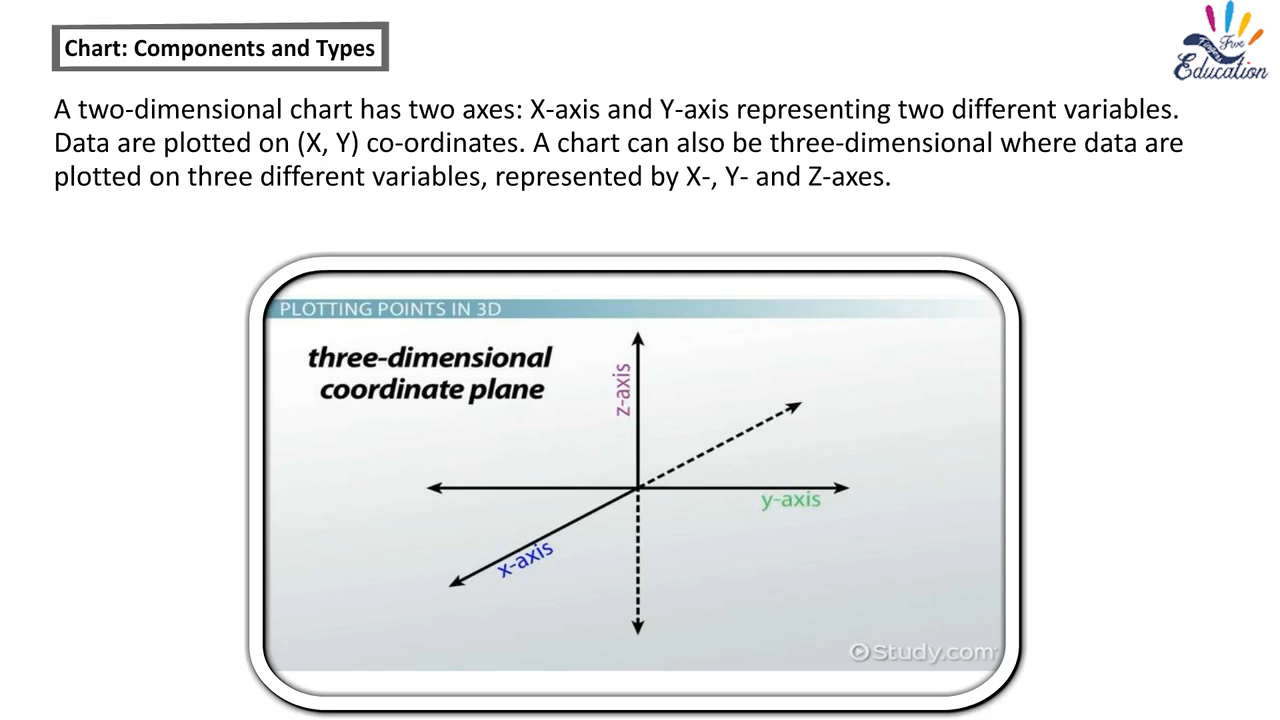 Chart: Components and Types
Five
Education
A two-dimensional chart has two axes: X-axis and Y-axis representing two different variables.
Data are plotted on (X, Y) co-ordinates. A chart can also be three-dimensional where data are
plotted on three different variables, represented by X-, Y- and Z-axes.
PLOTTING POINTS IN 3D
three-dimensional
coordinate plane
z-axis
y-axis
x-axis
Study.com